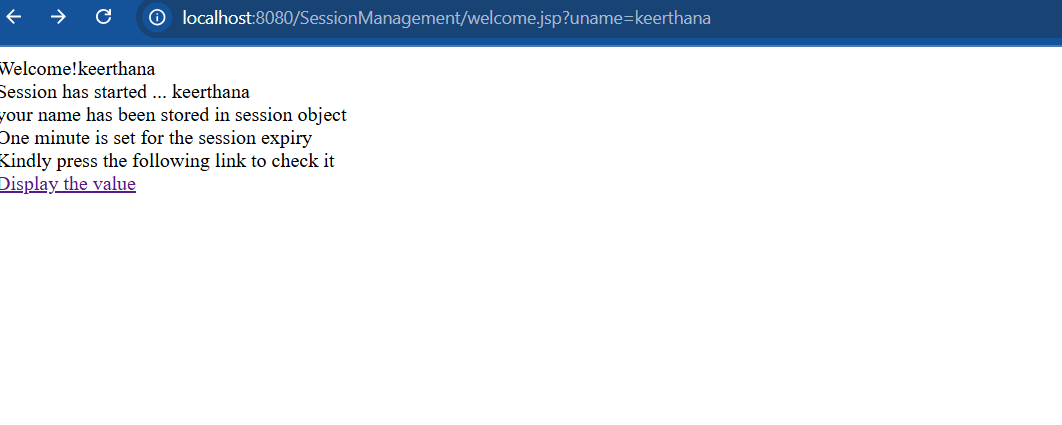 localhost:8080/SessionManagement/welcome.jsp?uname=keerthana
Welcome!keerthana
Session has started ... keerthana
your name has been stored in session object
One minute is set for the session expiry
Kindly press the following link to check it
Display the value